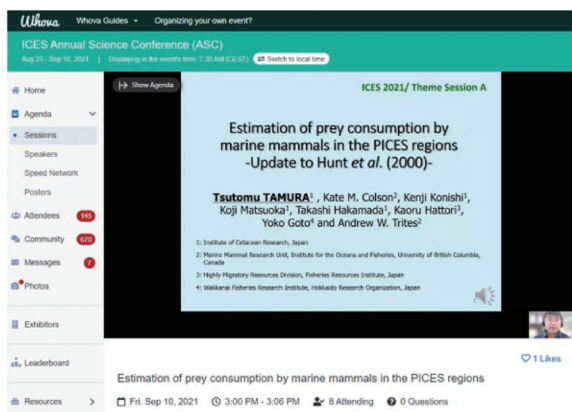 Whova
Whova Guides
Organizing your own event?
ICES Annual Science Conference (ASC)
Aug 23 - Sep 10, 2021 | Displaying in the event's time: 7:20 AM (CEST) Switch to local time
Home
Agenda
Sessions
Speakers
Speed Network
Posters
Attendees 145
Community 670
Messages 7
Photos
Exhibitors
Leaderboard
Resources
Show Agenda
ICES 2021/ Theme Session A
Estimation of prey consumption by
marine mammals in the PICES regions
-Update to Hunt et al. (2000)-
Tsutomu TAMURA1 , Kate M. Colson2, Kenji Konishi1,
Koji Matsuoka1, Takashi Hakamada1, Kaoru Hattori3,
Yoko Goto4 and Andrew W. Trites2
1: Institute of Cetacean Research, Japan
2: Marine Mammal Research Unit, Institute for the Oceans and Fisheries, University of British Columbia,
Canada
3: Highly Migratory Resources Division, Fisheries Resources Institute, Japan
4: Wakkanai Fisheries Research Institute, Hokkaido Research Organization, Japan
1 Likes
Estimation of prey consumption by marine mammals in the PICES regions
Fri. Sep 10, 2021 3:00 PM - 3:06 PM 8 Attending 0 Questions